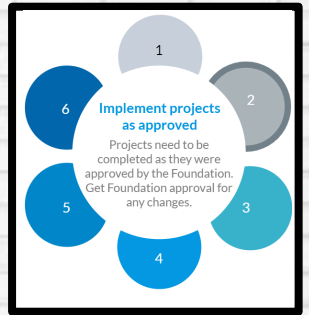 1
2
6
Implement projects
as approved
Projects need to be
completed as they were
approved by the Foundation.
Get Foundation approval for
any changes.
5
3
4